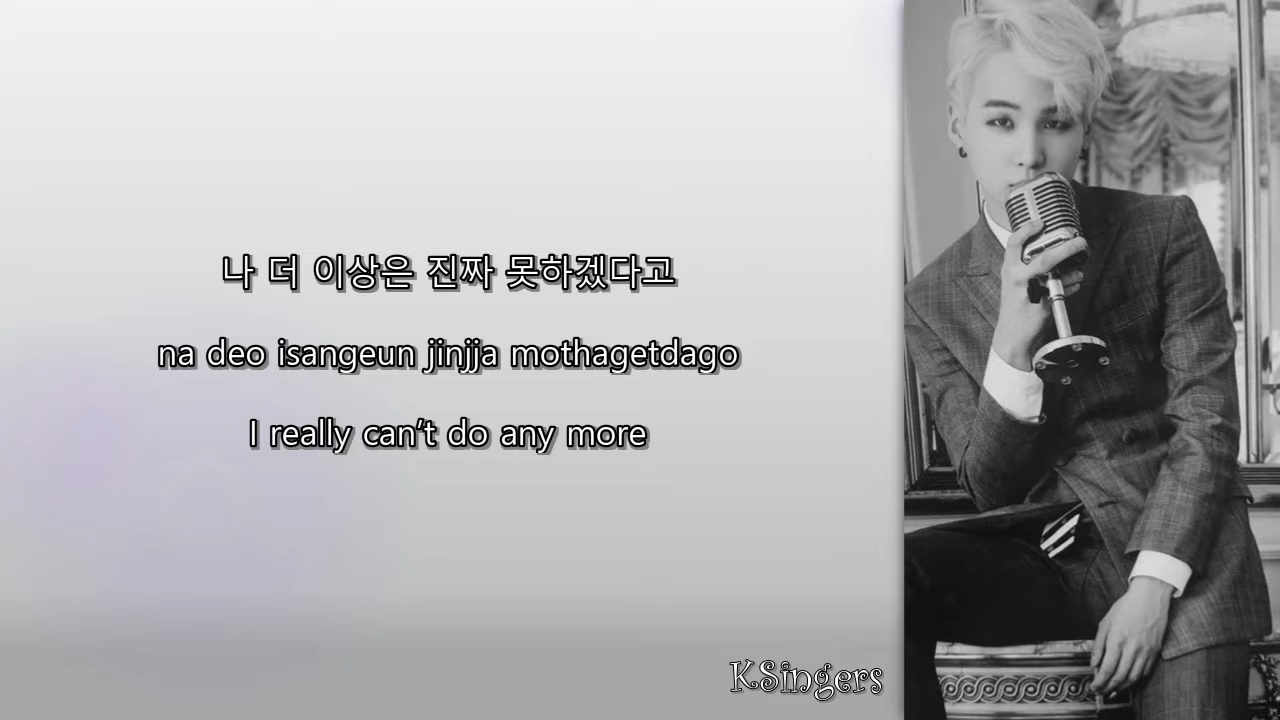 나 더 이상은 진짜 못하겠다고
na deo isangeun jinjja mothagetdago
I really can't do any more
KSingers